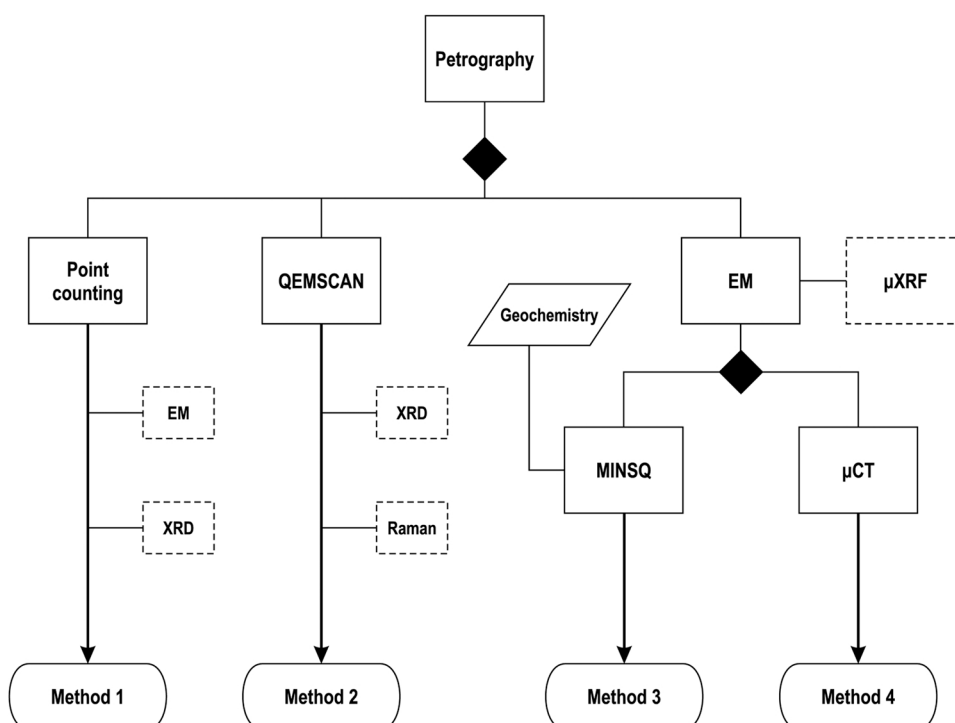 Petrography
Point
counting
QEMSCAN
EM
µXRF
Geochemistry
EM
XRD
MINSQ
µCT
XRD
Raman
Method 1
Method 2
Method 3
Method 4